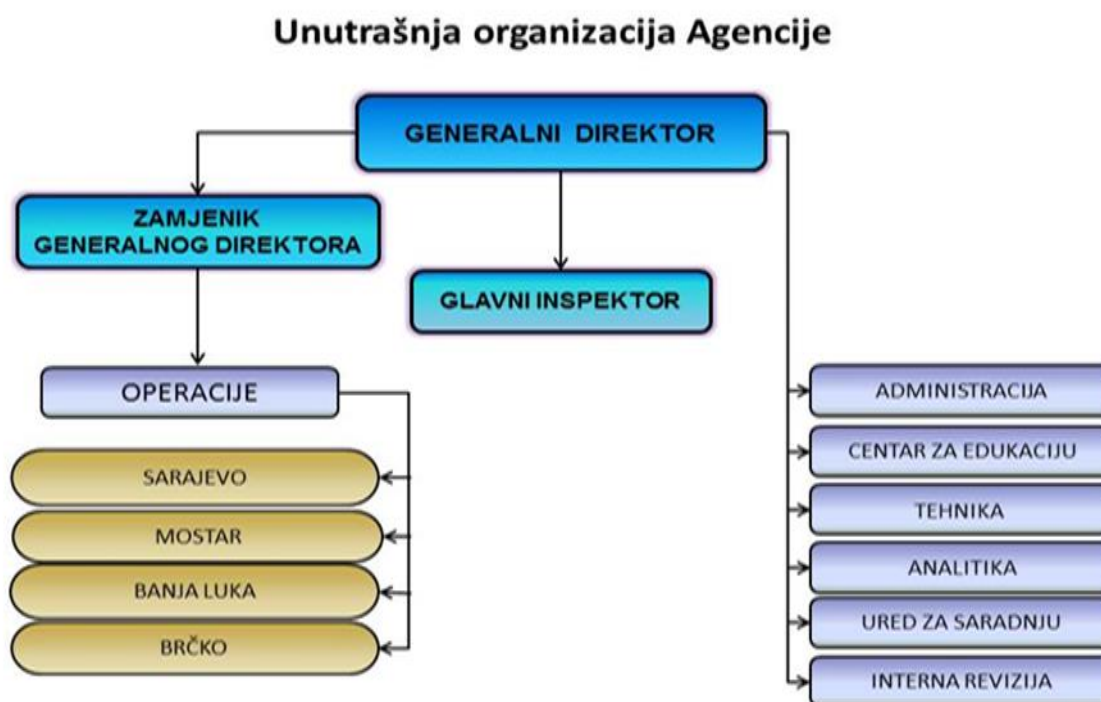 Unutrašnja organizacija Agencije
GENERALNI DIREKTOR
ZAMJENIK
GENERALNOG DIREKTORA
GLAVNI INSPEKTOR
OPERACIJE
SARAJEVO
MOSTAR
BANJA LUKA
BRČKO
ADMINISTRACIJA
CENTAR ZA EDUKACIJU
TEHNIKA
ANALITIKA
URED ZA SARADNJU
INTERNA REVIZIJA